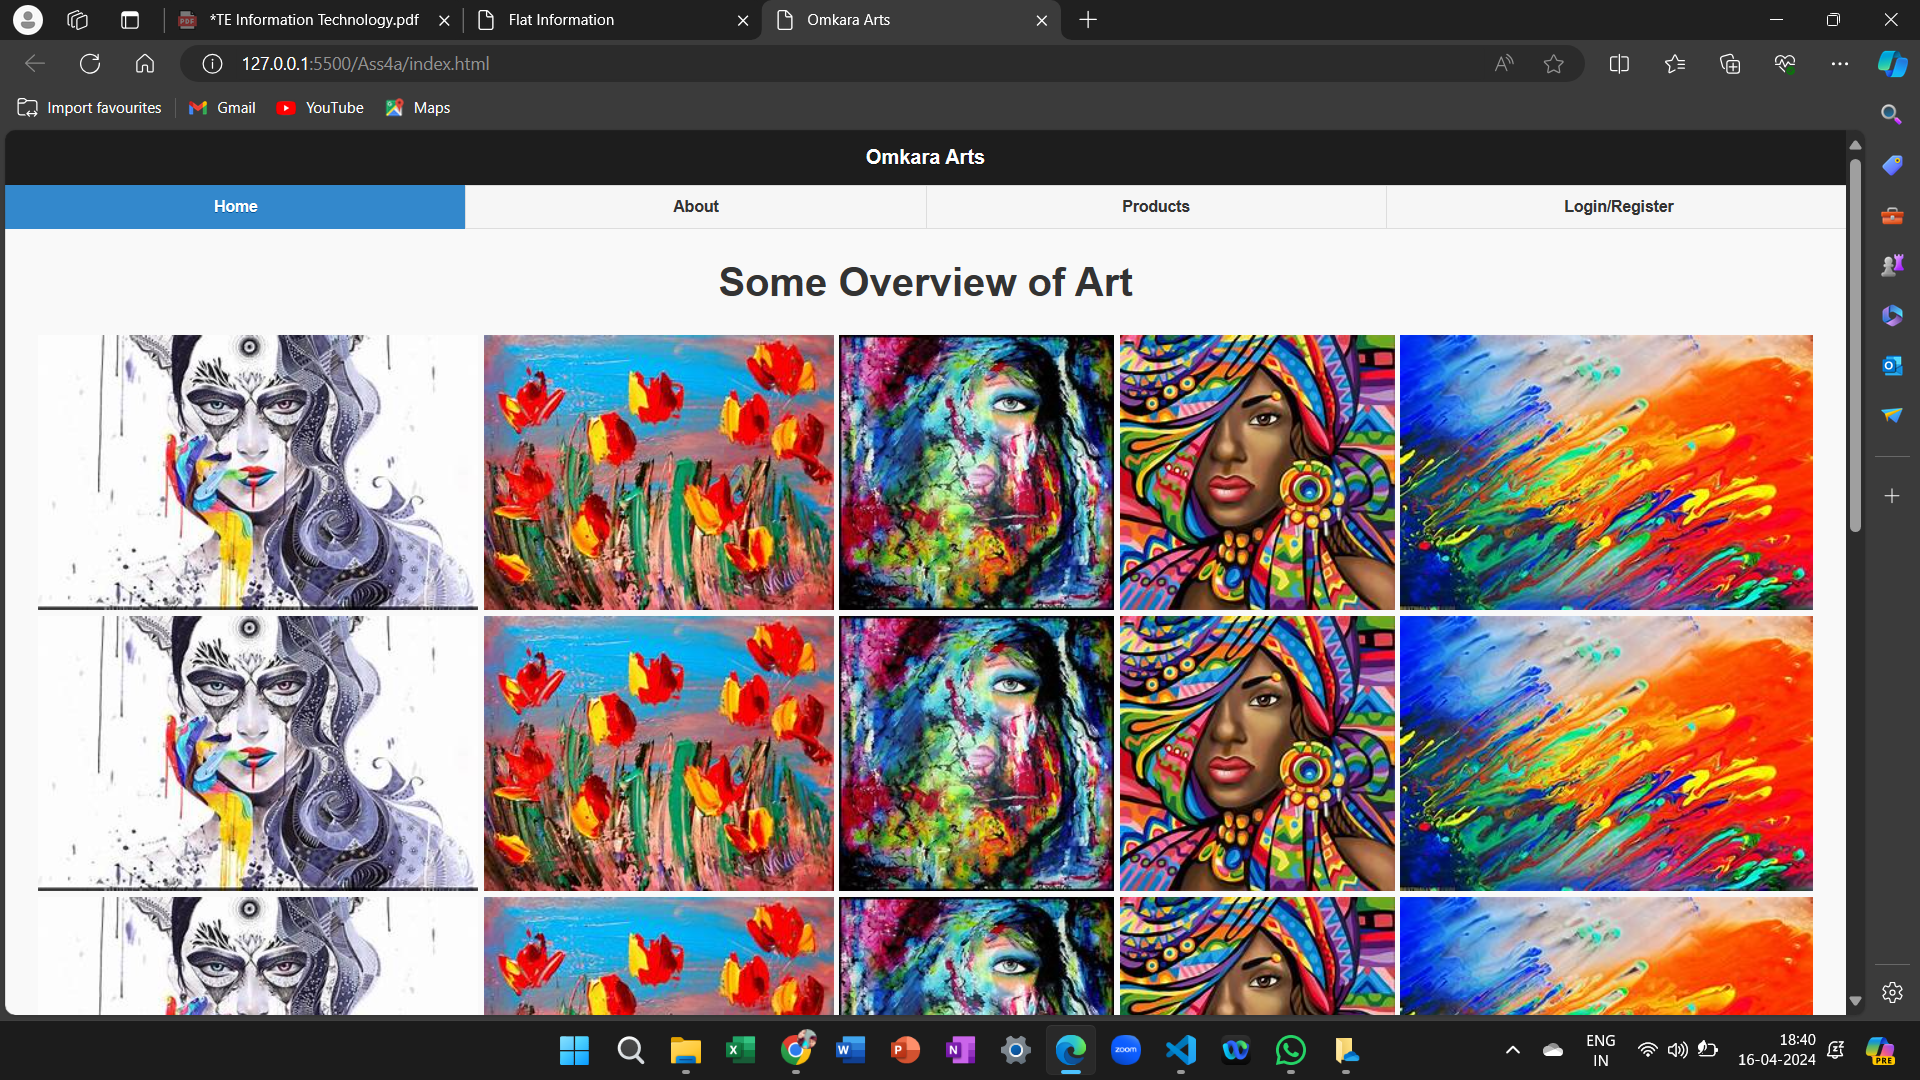 *TE Information Technology.pdf
Flat Information
Omkara Arts
127.0.0.1:5500/Ass4a/index.html
Import favourites
Gmail
YouTube
Maps
Omkara Arts
Home
About
Products
Login/Register
Some Overview of Art
zoom
ENG
IN
18:40
16-04-2024
PRE